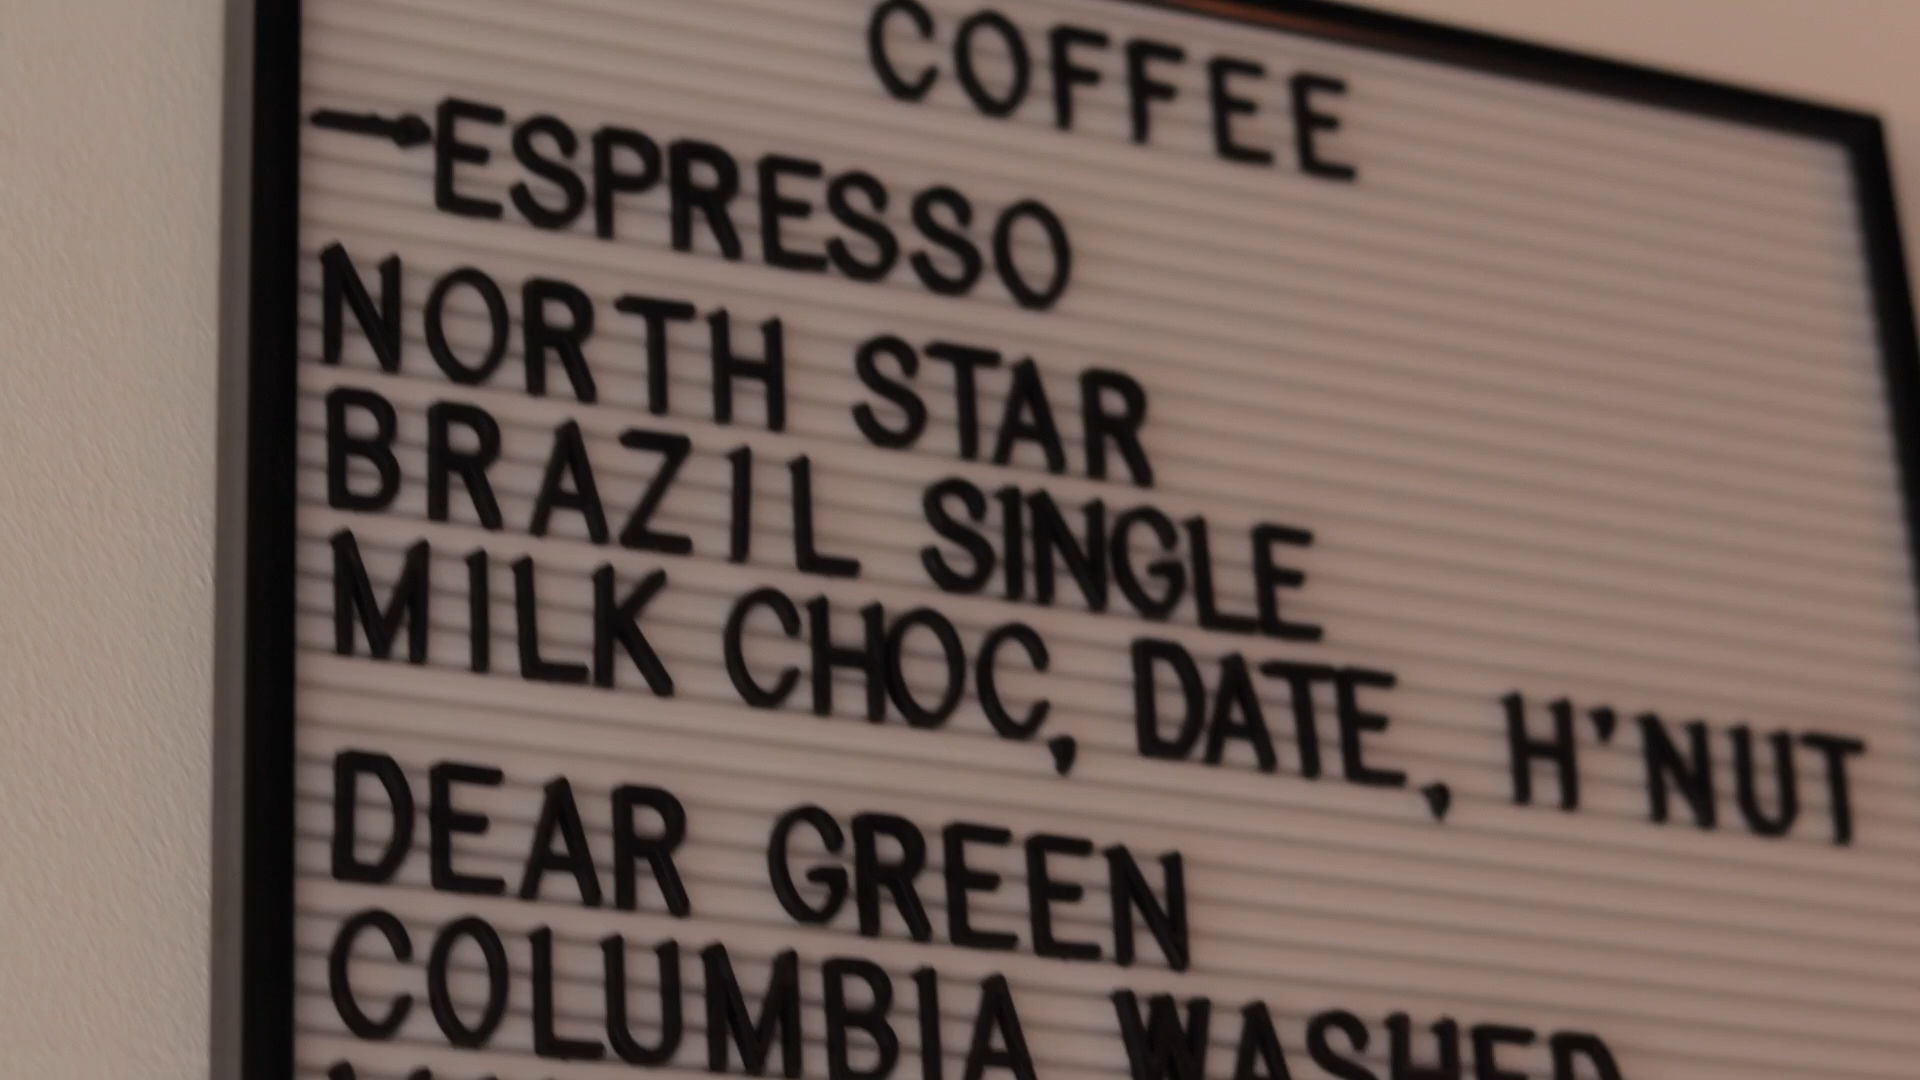 COFFEE
→ESPRESSO
NORTH STAR
BRAZIL SINGLE
MILK CHOC, DATE, H'NUT
DEAR GREEN
COLUMBIA WASHED